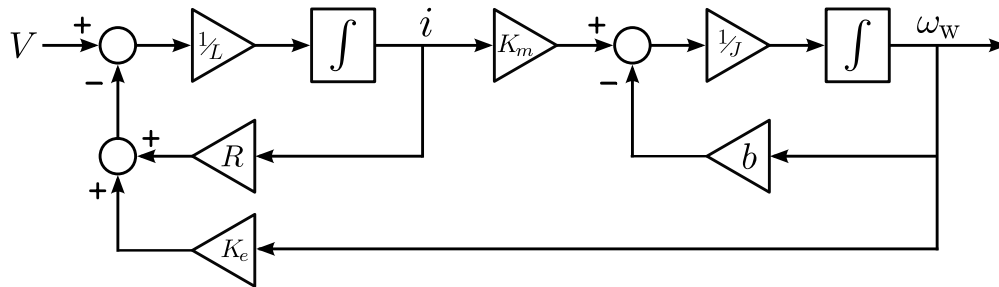 V + 1/L ∫ i K_m + 1/J ∫ ω_w
− −
+ R b
+ K_e